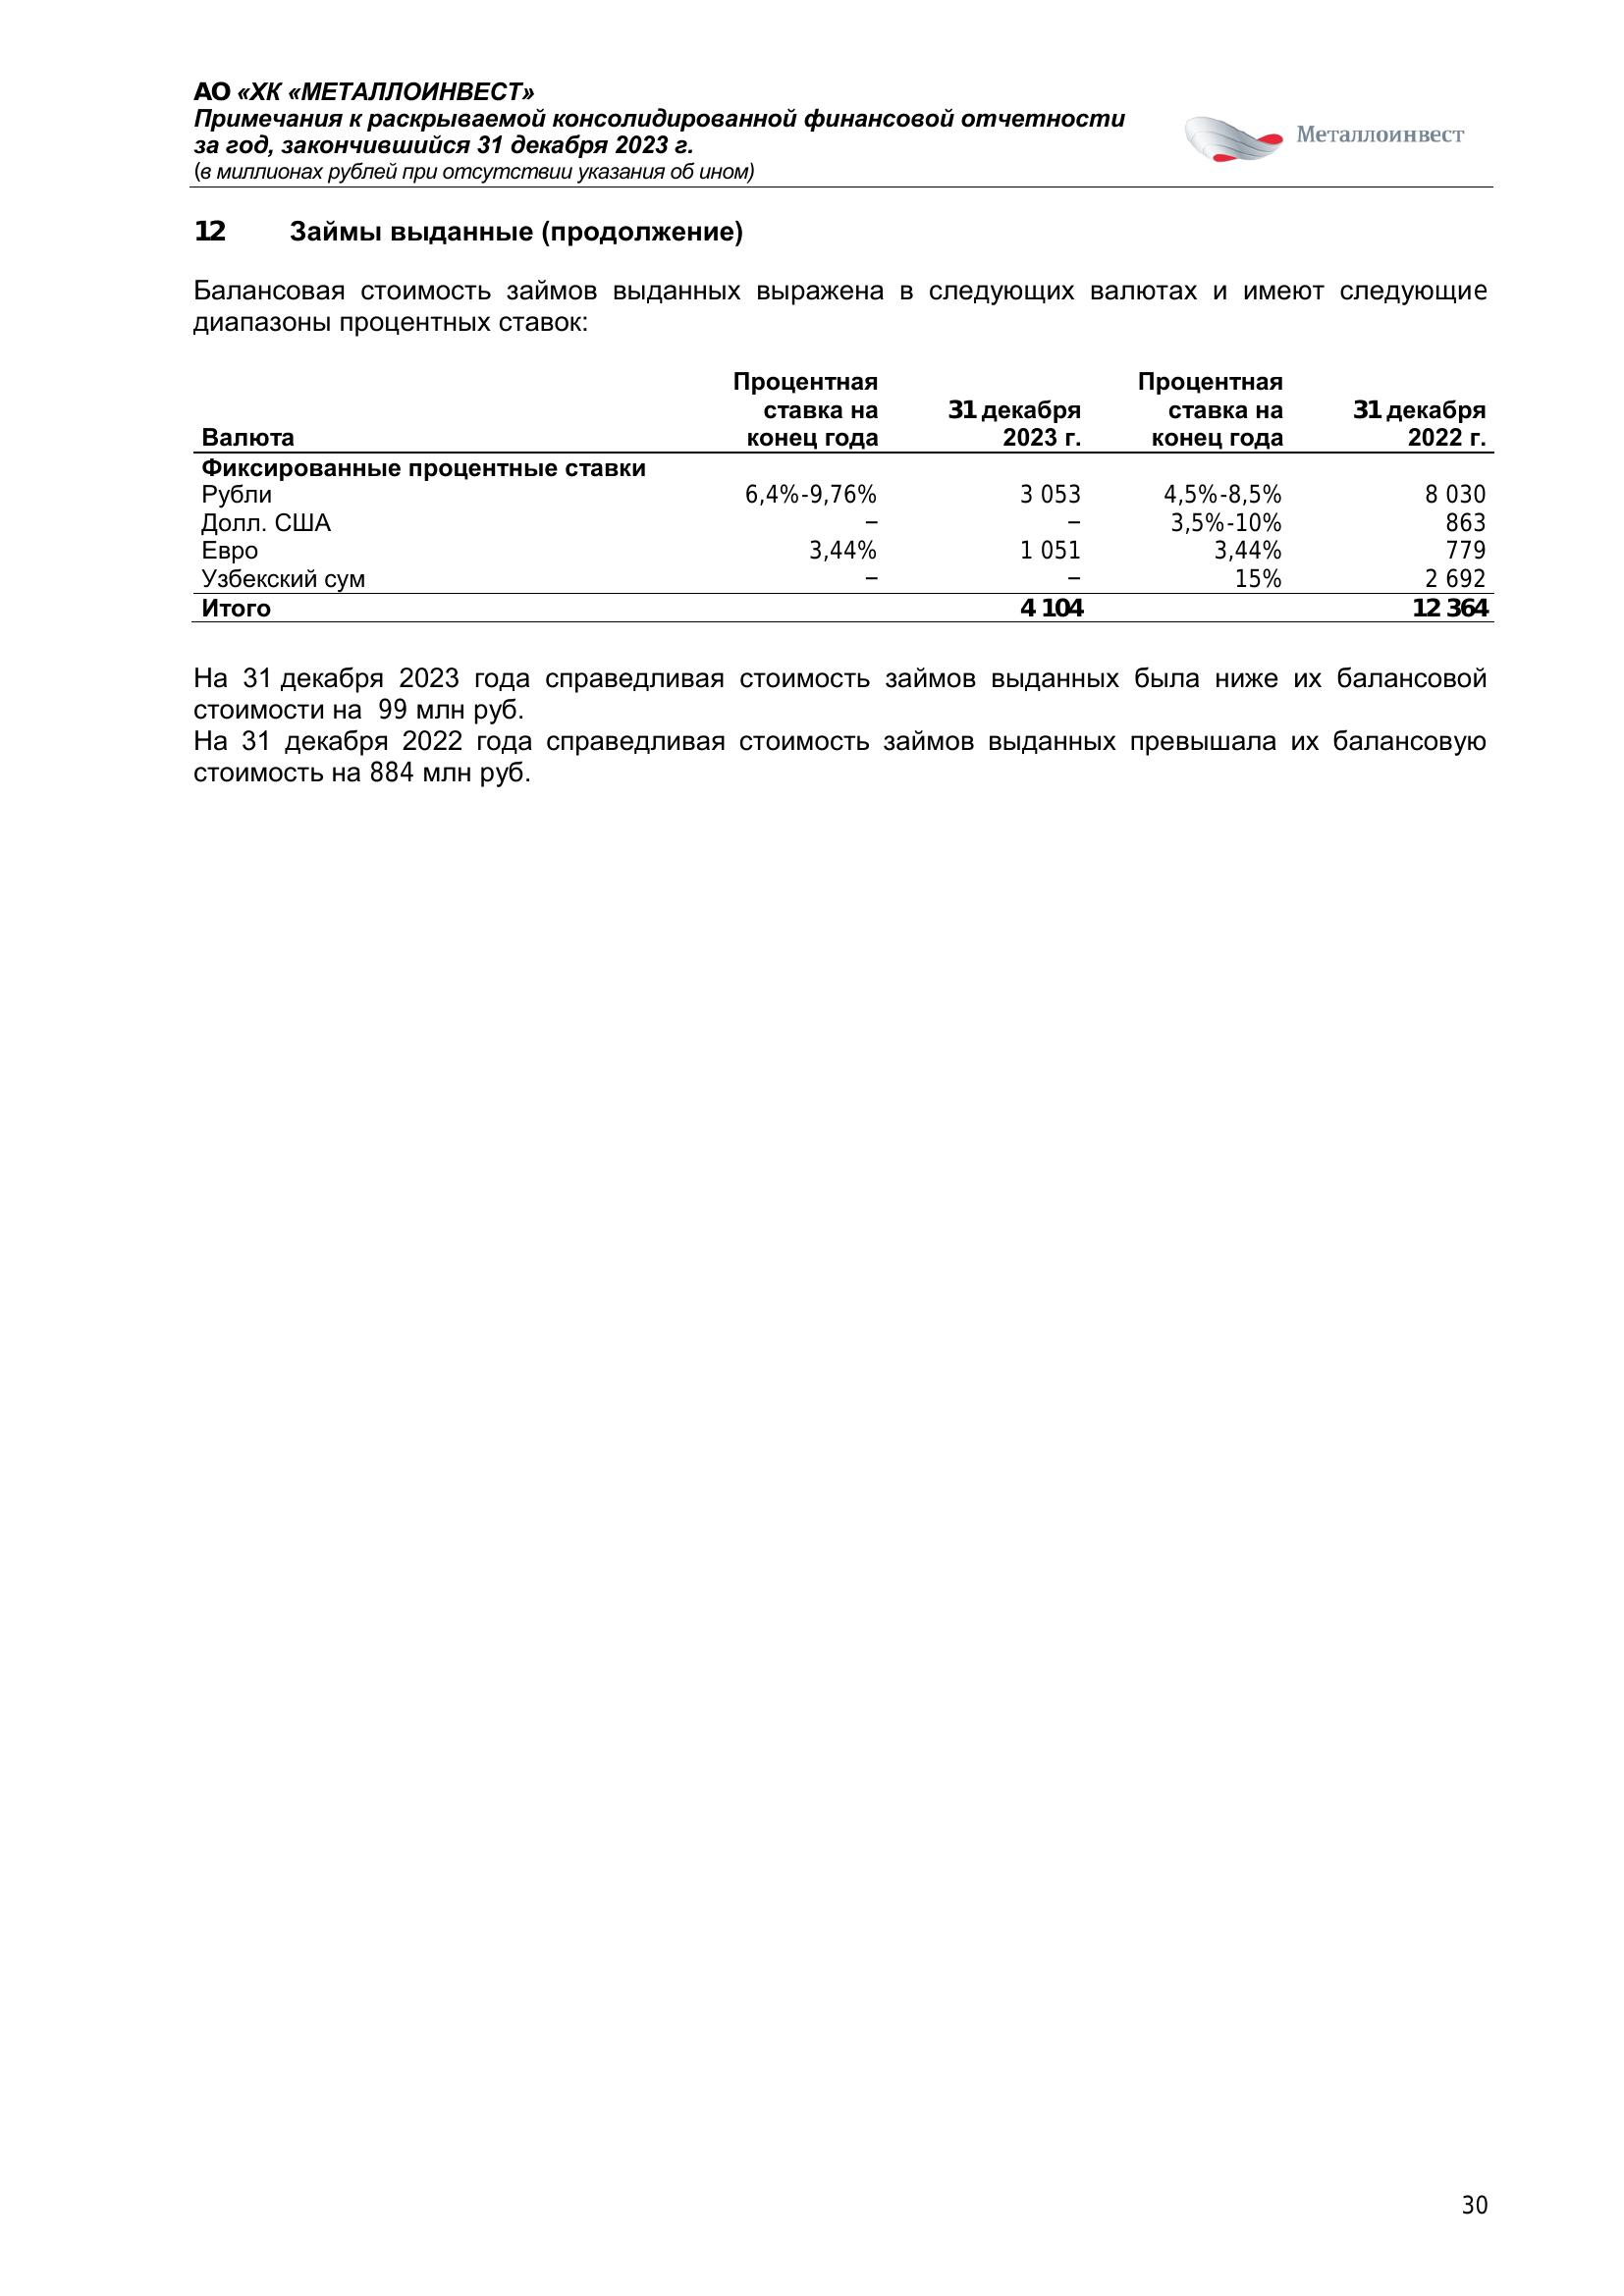 АО «ХК «МЕТАЛЛОИНВЕСТ»
Примечания к раскрываемой консолидированной финансовой отчетности
за год, закончившийся 31 декабря 2023 г.
(в миллионах рублей при отсутствии указания об ином)
Металлоинвест
12 Займы выданные (продолжение)
Балансовая стоимость займов выданных выражена в следующих валютах и имеют следующие
диапазоны процентных ставок:
Процентная Процентная
ставка на 31 декабря ставка на 31 декабря
Валюта конец года 2023 г. конец года 2022 г.
Фиксированные процентные ставки
Рубли 6,4%-9,76% 3 053 4,5%-8,5% 8 030
Долл. США – – 3,5%-10% 863
Евро 3,44% 1 051 3,44% 779
Узбекский сум – – 15% 2 692
Итого 4 104 12 364
На 31 декабря 2023 года справедливая стоимость займов выданных была ниже их балансовой
стоимости на 99 млн руб.
На 31 декабря 2022 года справедливая стоимость займов выданных превышала их балансовую
стоимость на 884 млн руб.
30